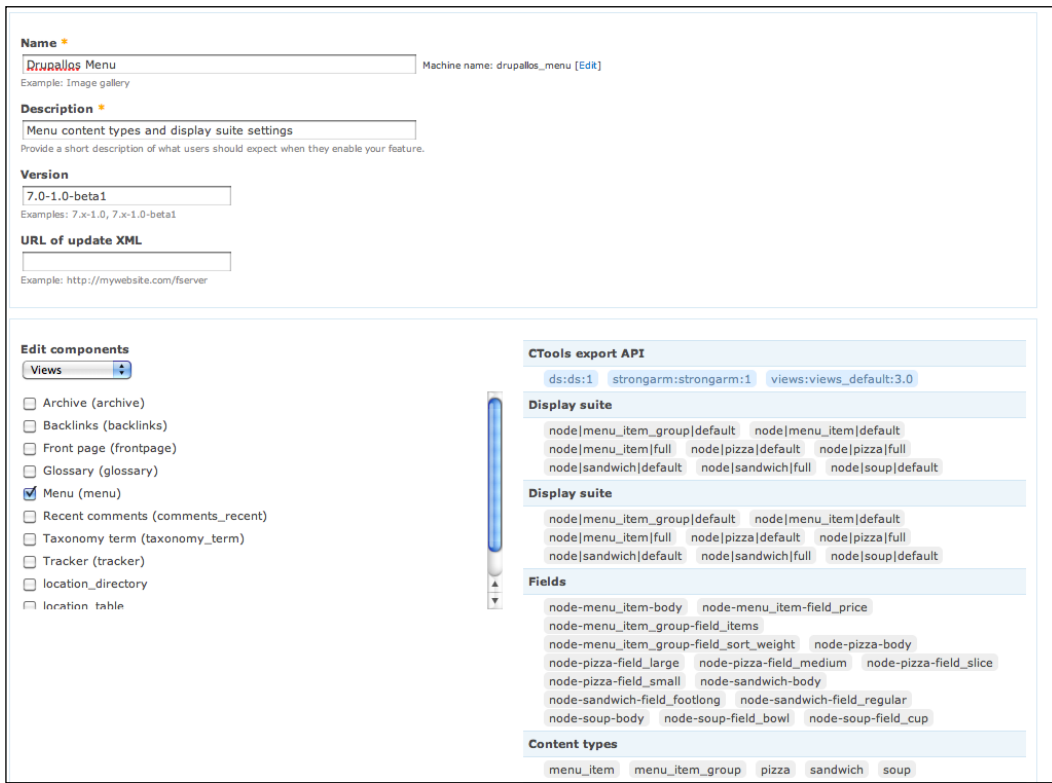 Name *
Drupallos Menu
Machine name: drupallos_menu [Edit]
Example: Image gallery
Description *
Menu content types and display suite settings
Provide a short description of what users should expect when they enable your feature.
Version
7.0-1.0-beta1
Examples: 7.x-1.0, 7.x-1.0-beta1
URL of update XML
Example: http://mywebsite.com/fserver
Edit components
Views
Archive (archive)
Backlinks (backlinks)
Front page (frontpage)
Glossary (glossary)
Menu (menu)
Recent comments (comments_recent)
Taxonomy term (taxonomy_term)
Tracker (tracker)
location_directory
location_table
CTools export API
ds:ds:1 strongarm:strongarm:1 views:views_default:3.0
Display suite
node|menu_item_group|default node|menu_item|default
node|menu_item|full node|pizza|default node|pizza|full
node|sandwich|default node|sandwich|full node|soup|default
Display suite
node|menu_item_group|default node|menu_item|default
node|menu_item|full node|pizza|default node|pizza|full
node|sandwich|default node|sandwich|full node|soup|default
Fields
node-menu_item-body node-menu_item-field_price
node-menu_item_group-field_items
node-menu_item_group-field_sort_weight node-pizza-body
node-pizza-field_large node-pizza-field_medium node-pizza-field_slice
node-pizza-field_small node-sandwich-body
node-sandwich-field_footlong node-sandwich-field_regular
node-soup-body node-soup-field_bowl node-soup-field_cup
Content types
menu_item menu_item_group pizza sandwich soup